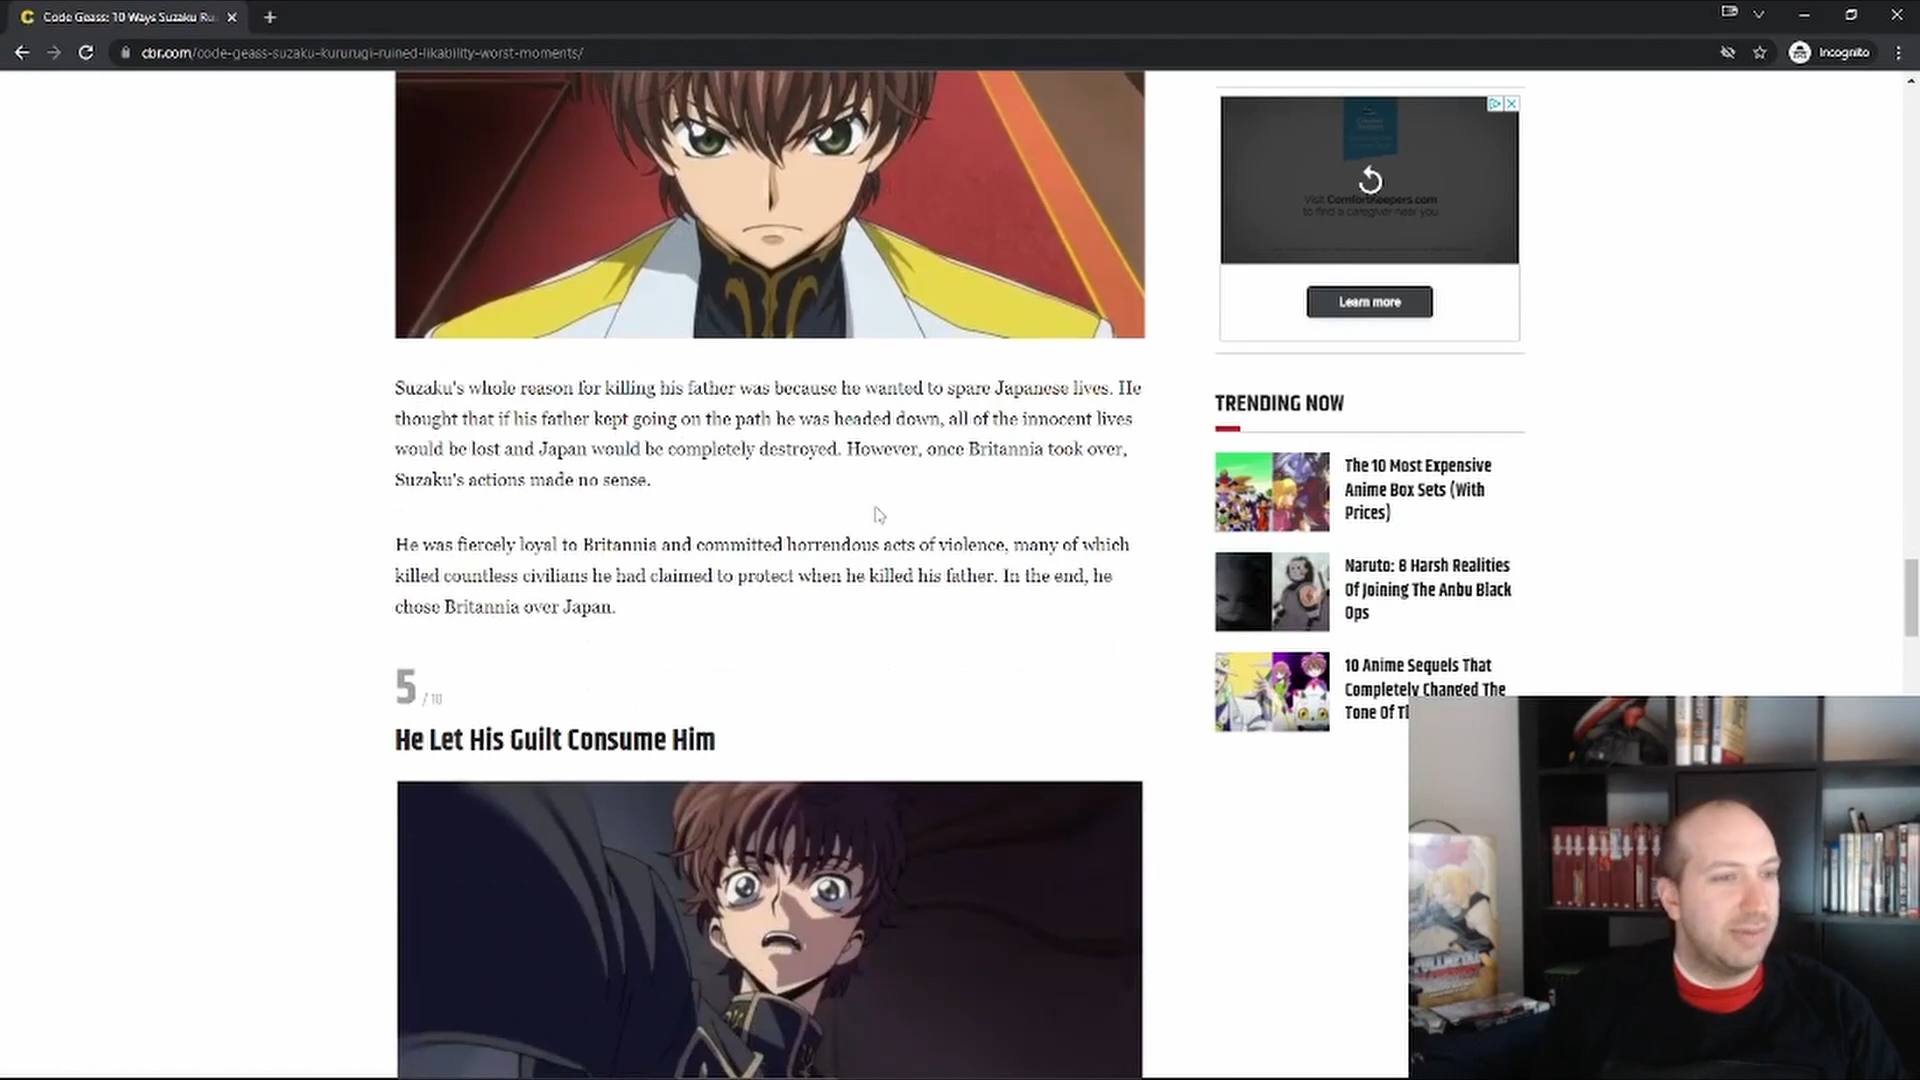 Code Geass: 10 Ways Suzaku Ru
cbr.com/code-geass-suzaku-kururugi-ruined-likability-worst-moments/
Incognito
Visit ComfortKeepers.com
to find a caregiver near you
Learn more
Suzaku's whole reason for killing his father was because he wanted to spare Japanese lives. He
thought that if his father kept going on the path he was headed down, all of the innocent lives
would be lost and Japan would be completely destroyed. However, once Britannia took over,
Suzaku's actions made no sense.
He was fiercely loyal to Britannia and committed horrendous acts of violence, many of which
killed countless civilians he had claimed to protect when he killed his father. In the end, he
chose Britannia over Japan.
5 / 10
He Let His Guilt Consume Him
TRENDING NOW
The 10 Most Expensive
Anime Box Sets (With
Prices)
Naruto: 8 Harsh Realities
Of Joining The Anbu Black
Ops
10 Anime Sequels That
Completely Changed The
Tone Of